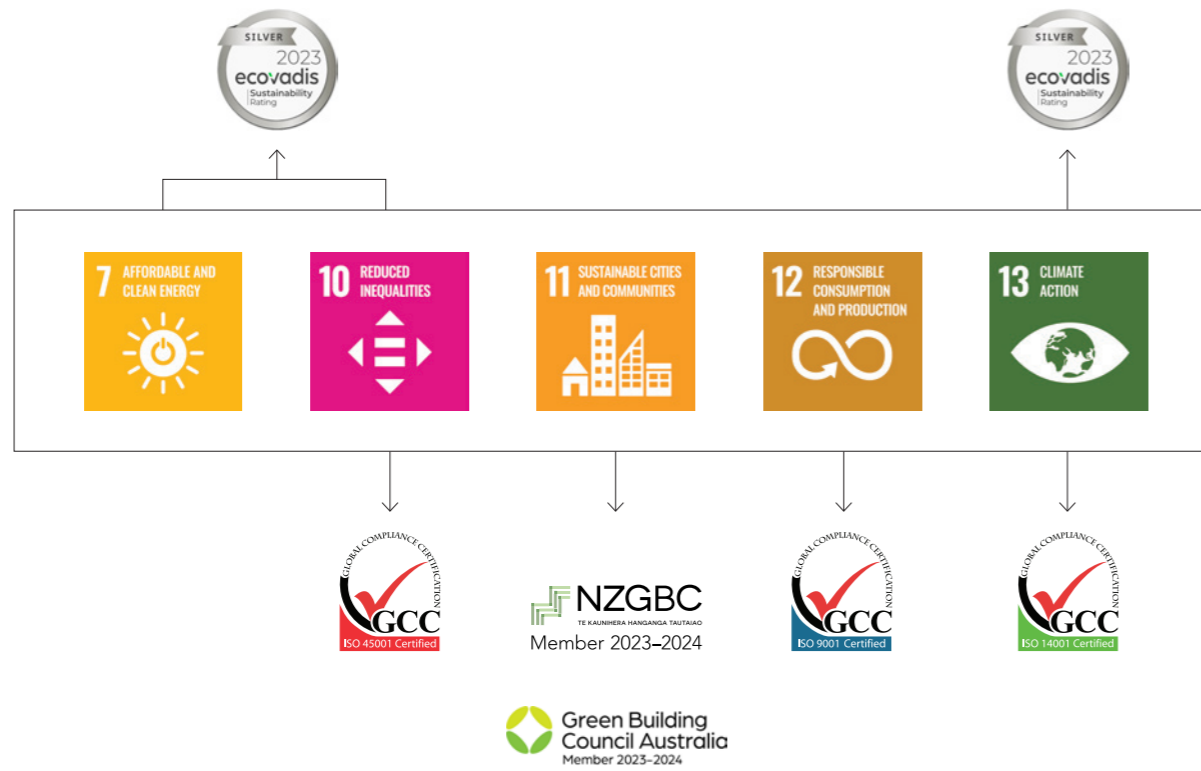 SILVER
2023
ecovadis
Sustainability
Rating
SILVER
2023
ecovadis
Sustainability
Rating
7 AFFORDABLE AND
CLEAN ENERGY
10 REDUCED
INEQUALITIES
11 SUSTAINABLE CITIES
AND COMMUNITIES
12 RESPONSIBLE
CONSUMPTION
AND PRODUCTION
13 CLIMATE
ACTION
GLOBAL COMPLIANCE CERTIFICATION
GCC
ISO 45001 Certified
NZGBC
TE KAUNIHERA HANGANGA TAUTAIAO
Member 2023–2024
GLOBAL COMPLIANCE CERTIFICATION
GCC
ISO 9001 Certified
GLOBAL COMPLIANCE CERTIFICATION
GCC
ISO 14001 Certified
Green Building
Council Australia
Member 2023–2024